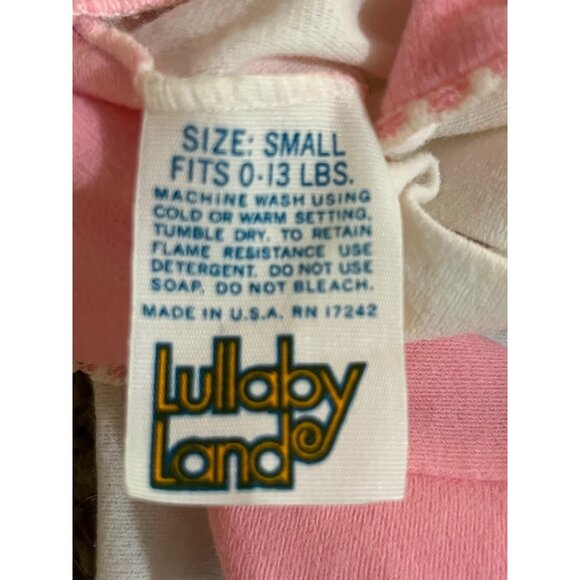 SIZE: SMALL
FITS 0-13 LBS.
MACHINE WASH USING
COLD OR WARM SETTING,
TUMBLE DRY. TO RETAIN
FLAME RESISTANCE USE
DETERGENT. DO NOT USE
SOAP. DO NOT BLEACH.
MADE IN U.S.A. RN 17242
Lullaby
Land